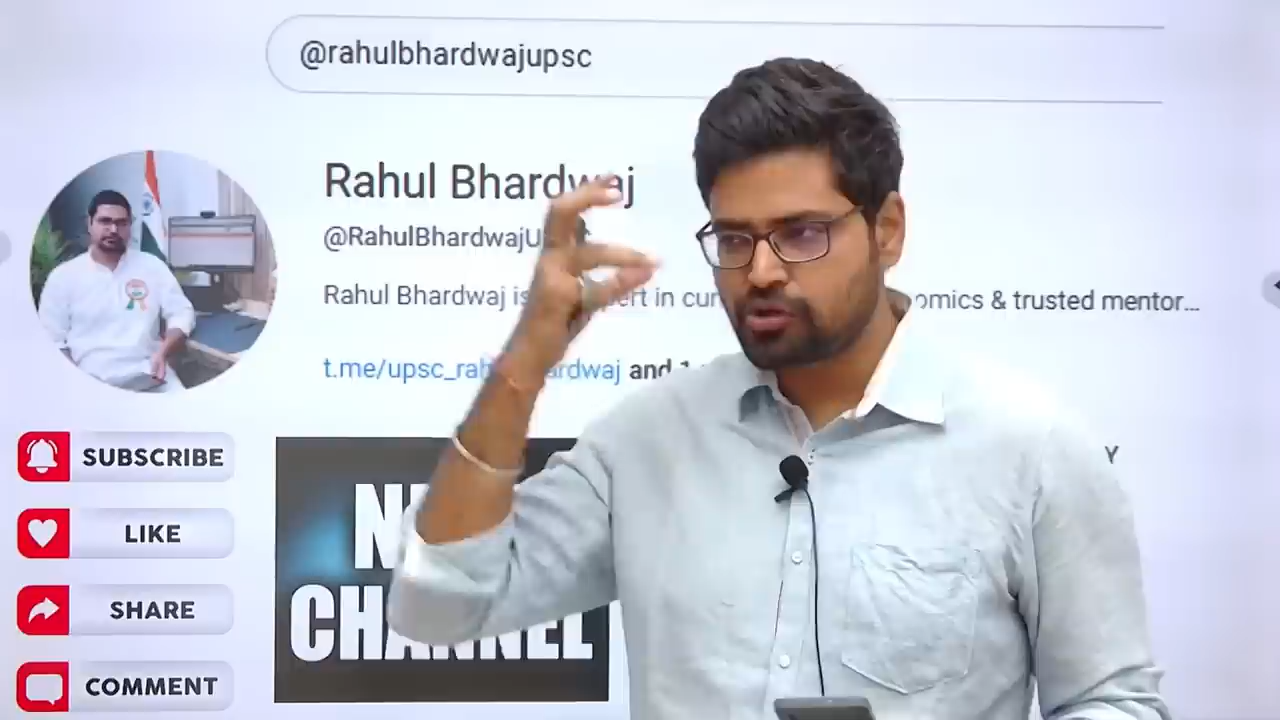 @rahulbhardwajupsc
Rahul Bhardwaj
@RahulBhardwajU
Rahul Bhardwaj is in cur omics & trusted mentor...
t.me/upsc_rah ardwaj and
Y
SUBSCRIBE
LIKE
SHARE
COMMENT
CHANNEL